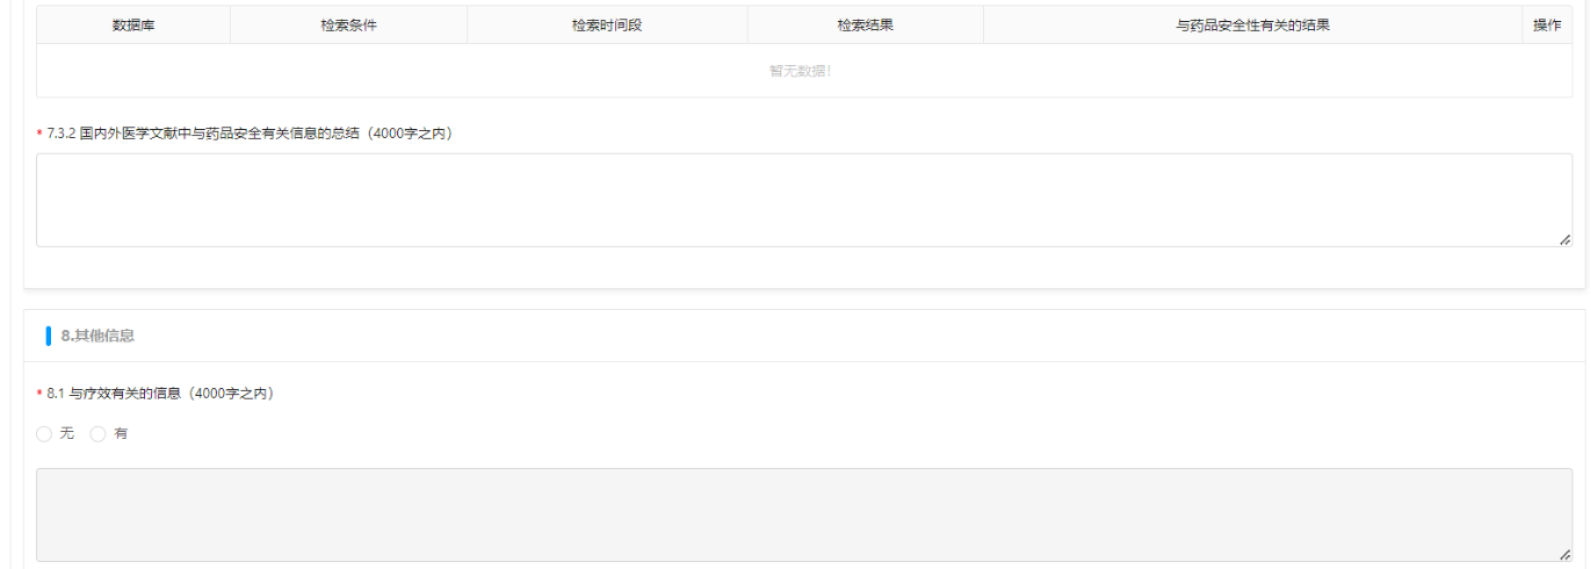 数据库 检索条件 检索时间段 检索结果 与药品安全性有关的结果 操作
暂无数据!
* 7.3.2 国内外医学文献中与药品安全有关信息的总结（4000字之内）
8.其他信息
* 8.1 与疗效有关的信息（4000字之内）
无 有